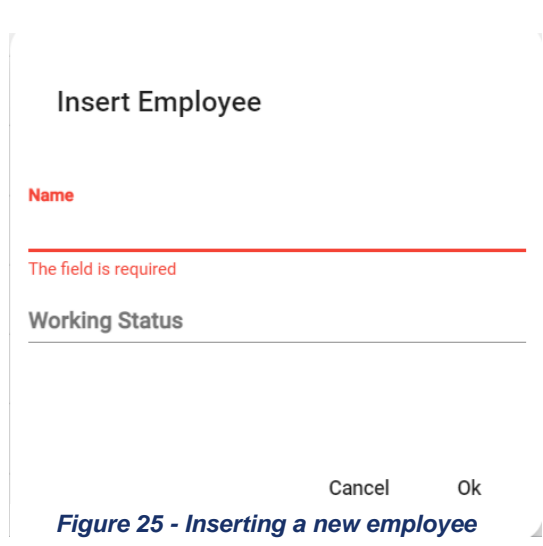 Insert Employee
Name
The field is required
Working Status
Cancel Ok
Figure 25 - Inserting a new employee